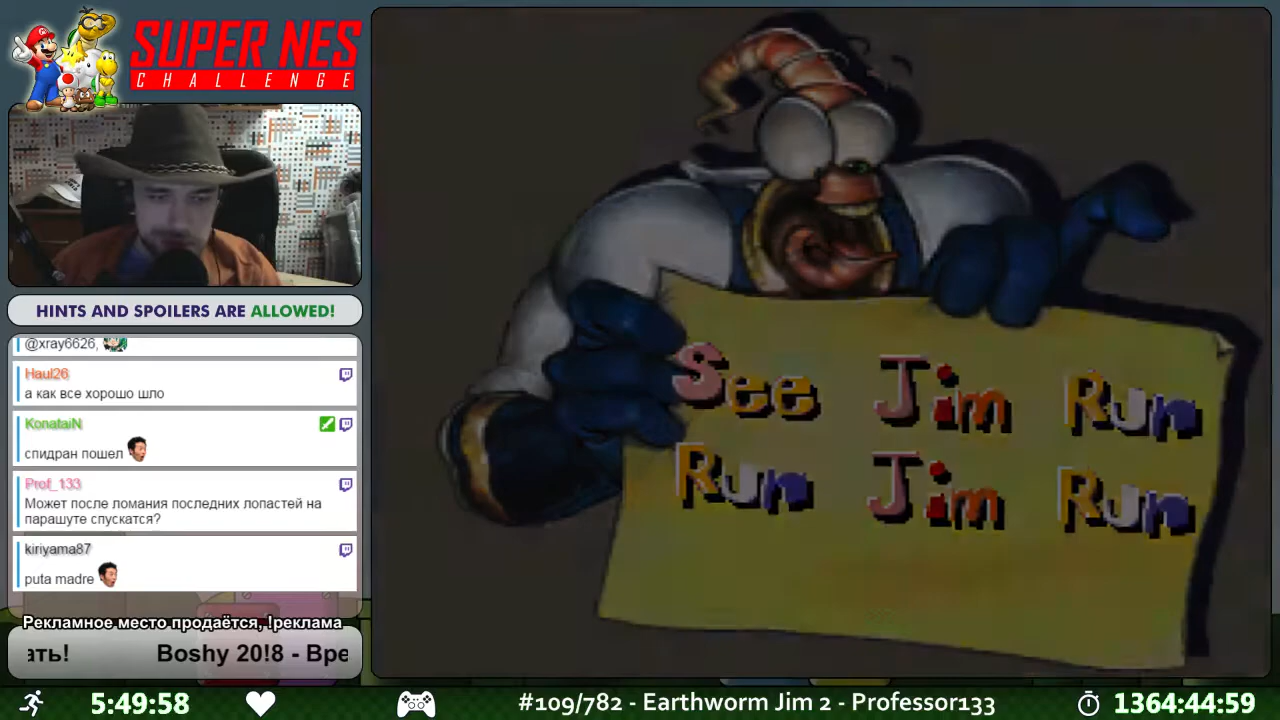 SUPER NES
CHALLENGE
HINTS AND SPOILERS ARE ALLOWED!
@xray6626,
Haul26
а как все хорошо шло
KonataiN
спидран пошел
Prof_133
Может после ломания последних лопастей на
парашуте спускатся?
kiriyama87
puta madre
Рекламное место продаётся, !реклама
ать! Boshy 20!8 - Вре
See Jim Run
Run Jim Run
5:49:58
#109/782 - Earthworm Jim 2 - Professor133
1364:44:59